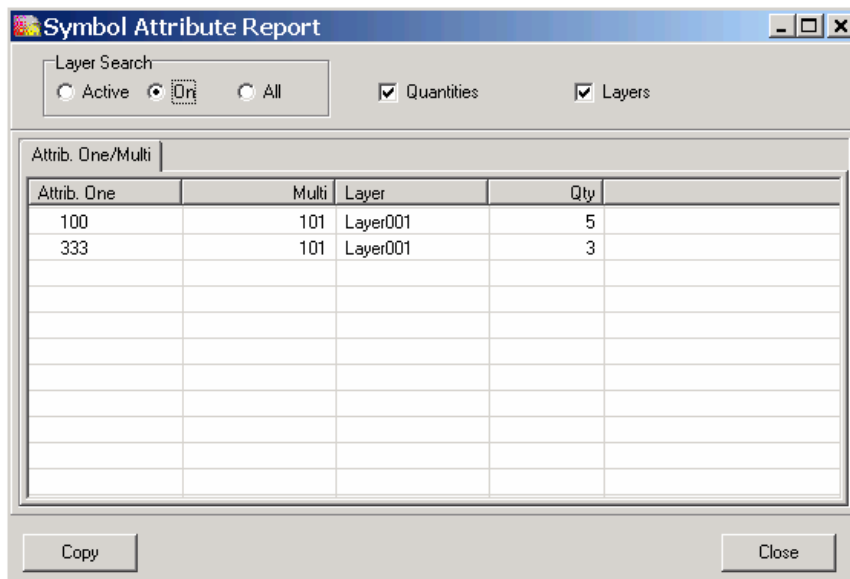 Symbol Attribute Report
Layer Search
Active On All Quantities Layers
Attrib. One/Multi
Attrib. One Multi Layer Qty
100 101 Layer001 5
333 101 Layer001 3
Copy Close